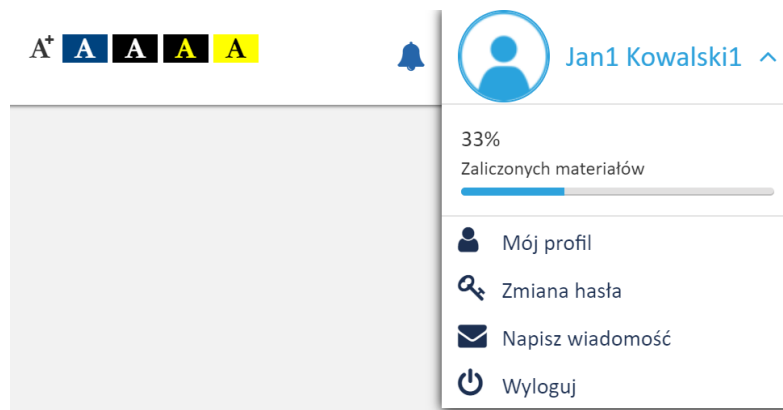 A+ A A A A
Jan1 Kowalski1
33%
Zaliczonych materiałów
Mój profil
Zmiana hasła
Napisz wiadomość
Wyloguj